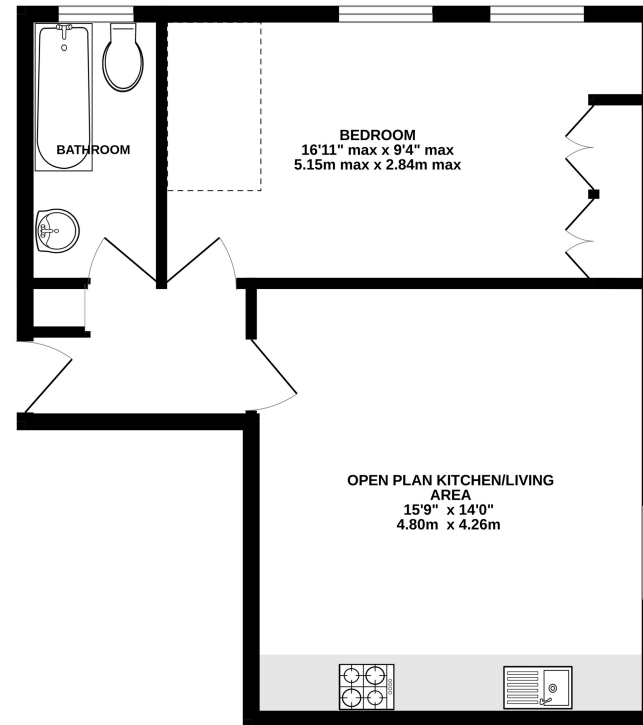 BATHROOM
BEDROOM
16'11" max x 9'4" max
5.15m max x 2.84m max
OPEN PLAN KITCHEN/LIVING
AREA
15'9" x 14'0"
4.80m x 4.26m